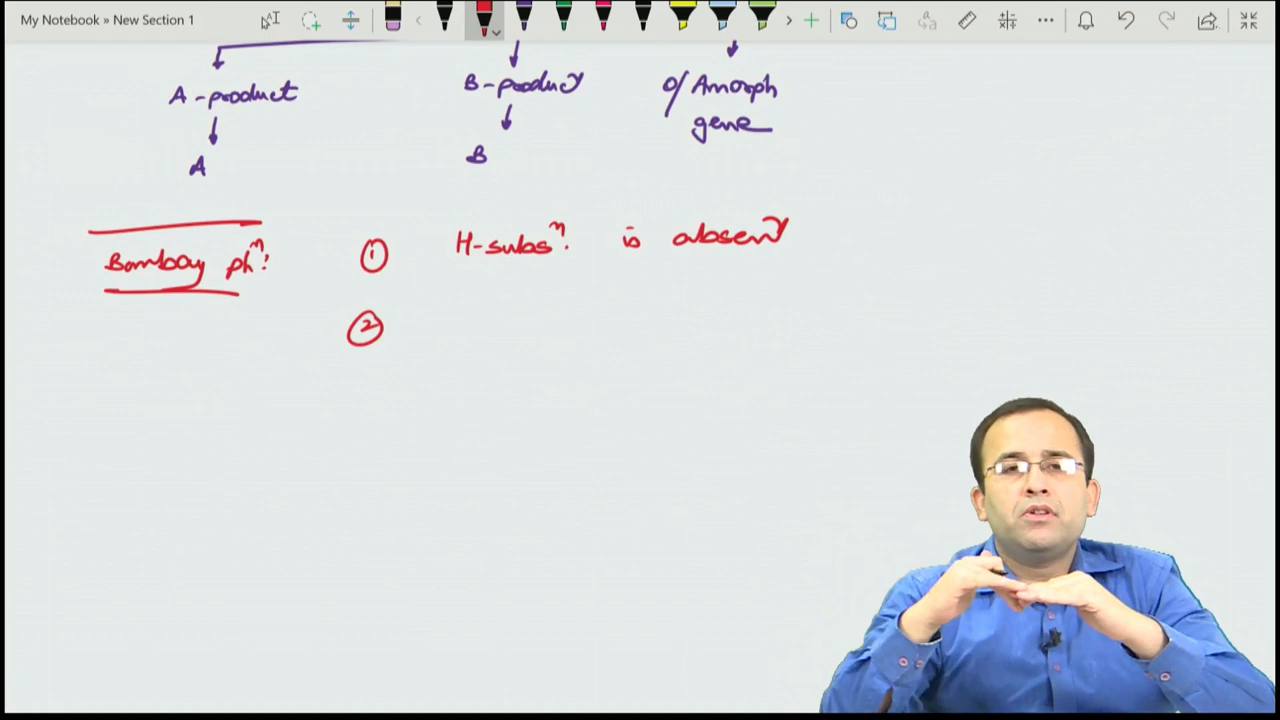 My Notebook » New Section 1
A-product B-product o/Amorph
gene
A B
Bombay phⁿ: ① H-subsⁿ. is absent
②